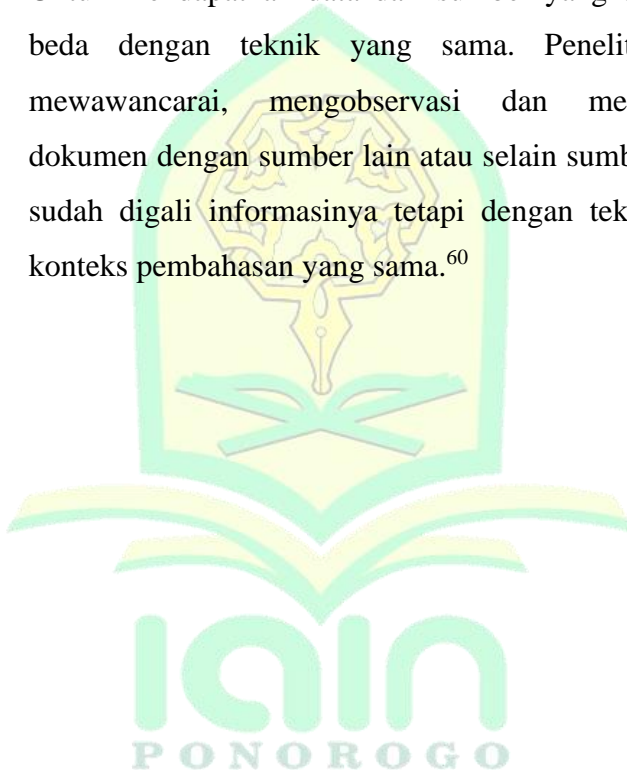 beda dengan teknik yang sama.
mewawancarai, mengobservasi dan
dokumen dengan sumber lain atau selain
sudah digali informasinya tetapi dengan
konteks pembahasan yang sama.60
iain
PONOROGO